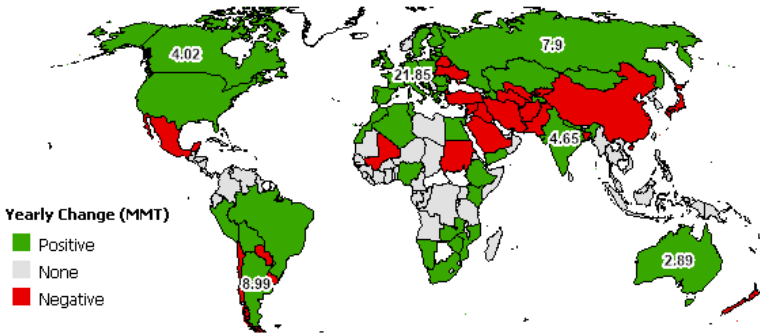 4.02
7.9
21.85
4.65
Yearly Change (MMT)
Positive
None
Negative
8.99
2.89